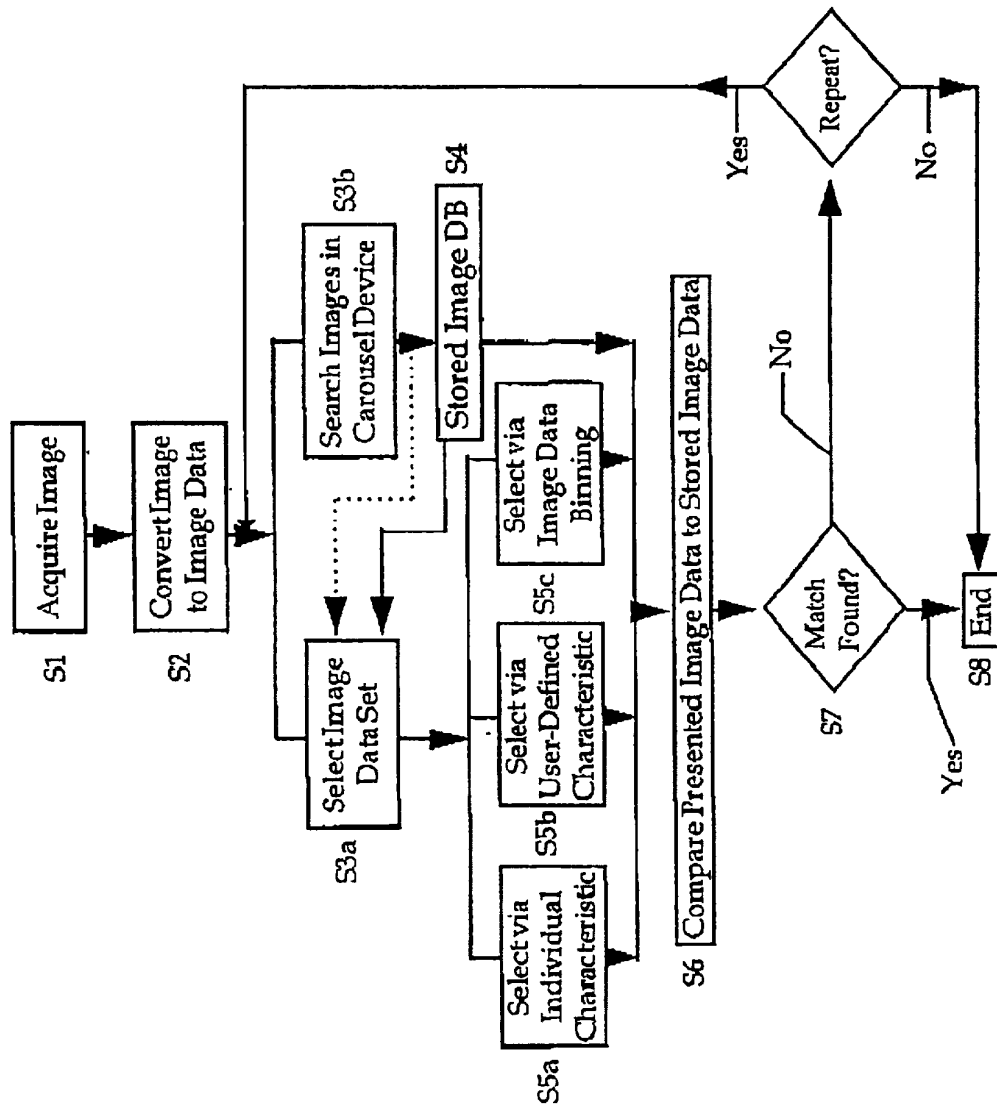 S1
Acquire Image
S2
Convert Image
to Image Data
S3a
Select Image
Data Set
Search Images in
Carousel Device
S3b
Stored Image DB
S4
S5a
Select via
Individual
Characteristic
S5b
Select via
User-Defined
Characteristic
S5c
Select via
Image Data
Binning
S6
Compare Presented Image Data to Stored Image Data
S7
Match
Found?
No
Yes
Repeat?
Yes
No
S8
End